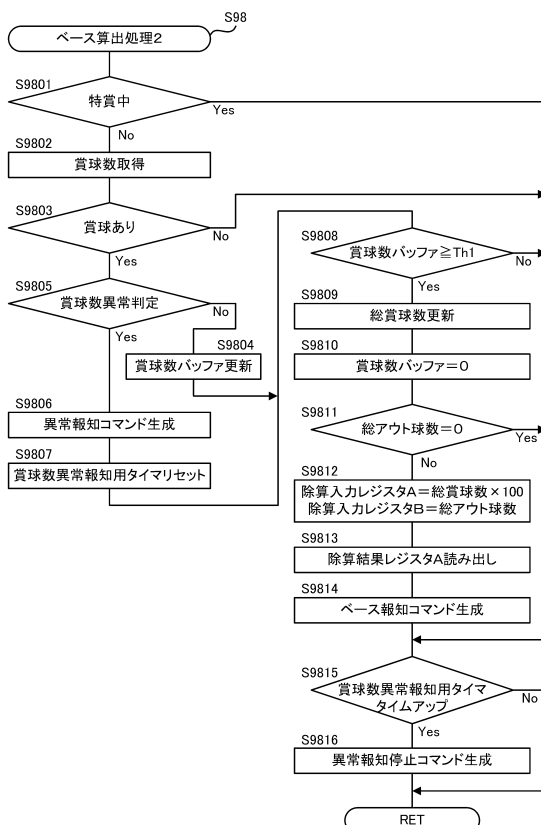 S98
ベース算出処理2
S9801
特賞中
Yes
No
S9802
賞球数取得
S9803
賞球あり
No
Yes
S9805
賞球数異常判定
No
Yes
S9804
賞球数バッファ更新
S9806
異常報知コマンド生成
S9807
賞球数異常報知用タイマリセット
S9808
賞球数バッファ≧Th1
No
Yes
S9809
総賞球数更新
S9810
賞球数バッファ=0
S9811
総アウト球数=0
Yes
No
S9812
除算入力レジスタA=総賞球数×100
除算入力レジスタB=総アウト球数
S9813
除算結果レジスタA読み出し
S9814
ベース報知コマンド生成
S9815
賞球数異常報知用タイマ
タイムアップ
No
Yes
S9816
異常報知停止コマンド生成
RET